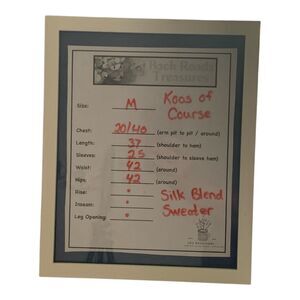 Back Roads
Treasures
Size: M Koos of
Course
Chest: 20/40 (arm pit to pit / around)
Length: 37 (shoulder to hem)
Sleeves: 25 (shoulder to sleeve hem)
Waist: 42 (around)
Hips: 42 (around)
Rise: •
Inseam: • Silk Blend
Leg Opening: • Sweater